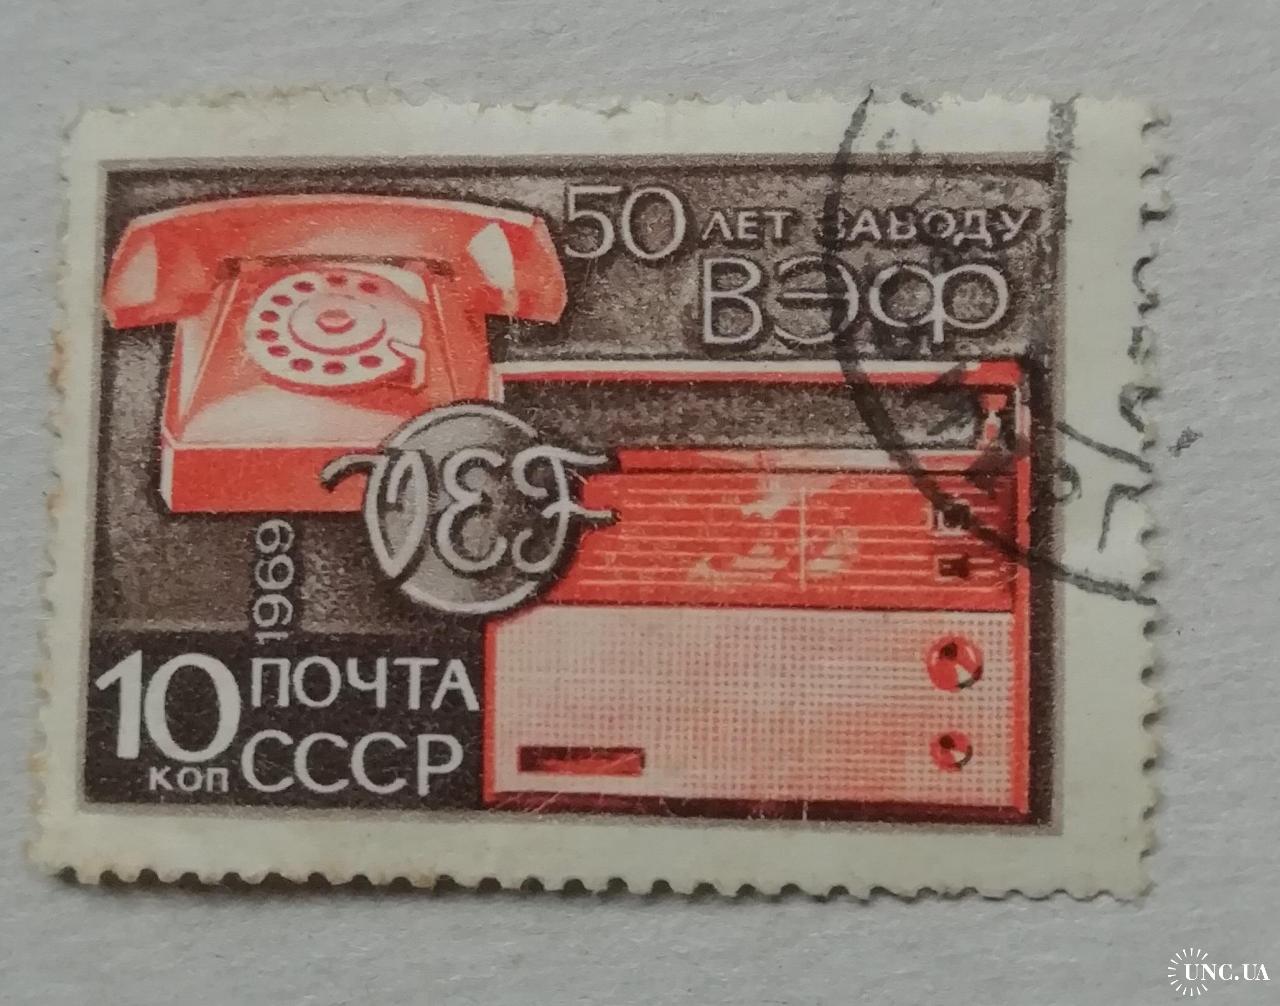 50 ЛЕТ ЗАВОДУ
ВЭФ
VEF
1969
10 КОП
ПОЧТА
СССР
UNC.UA